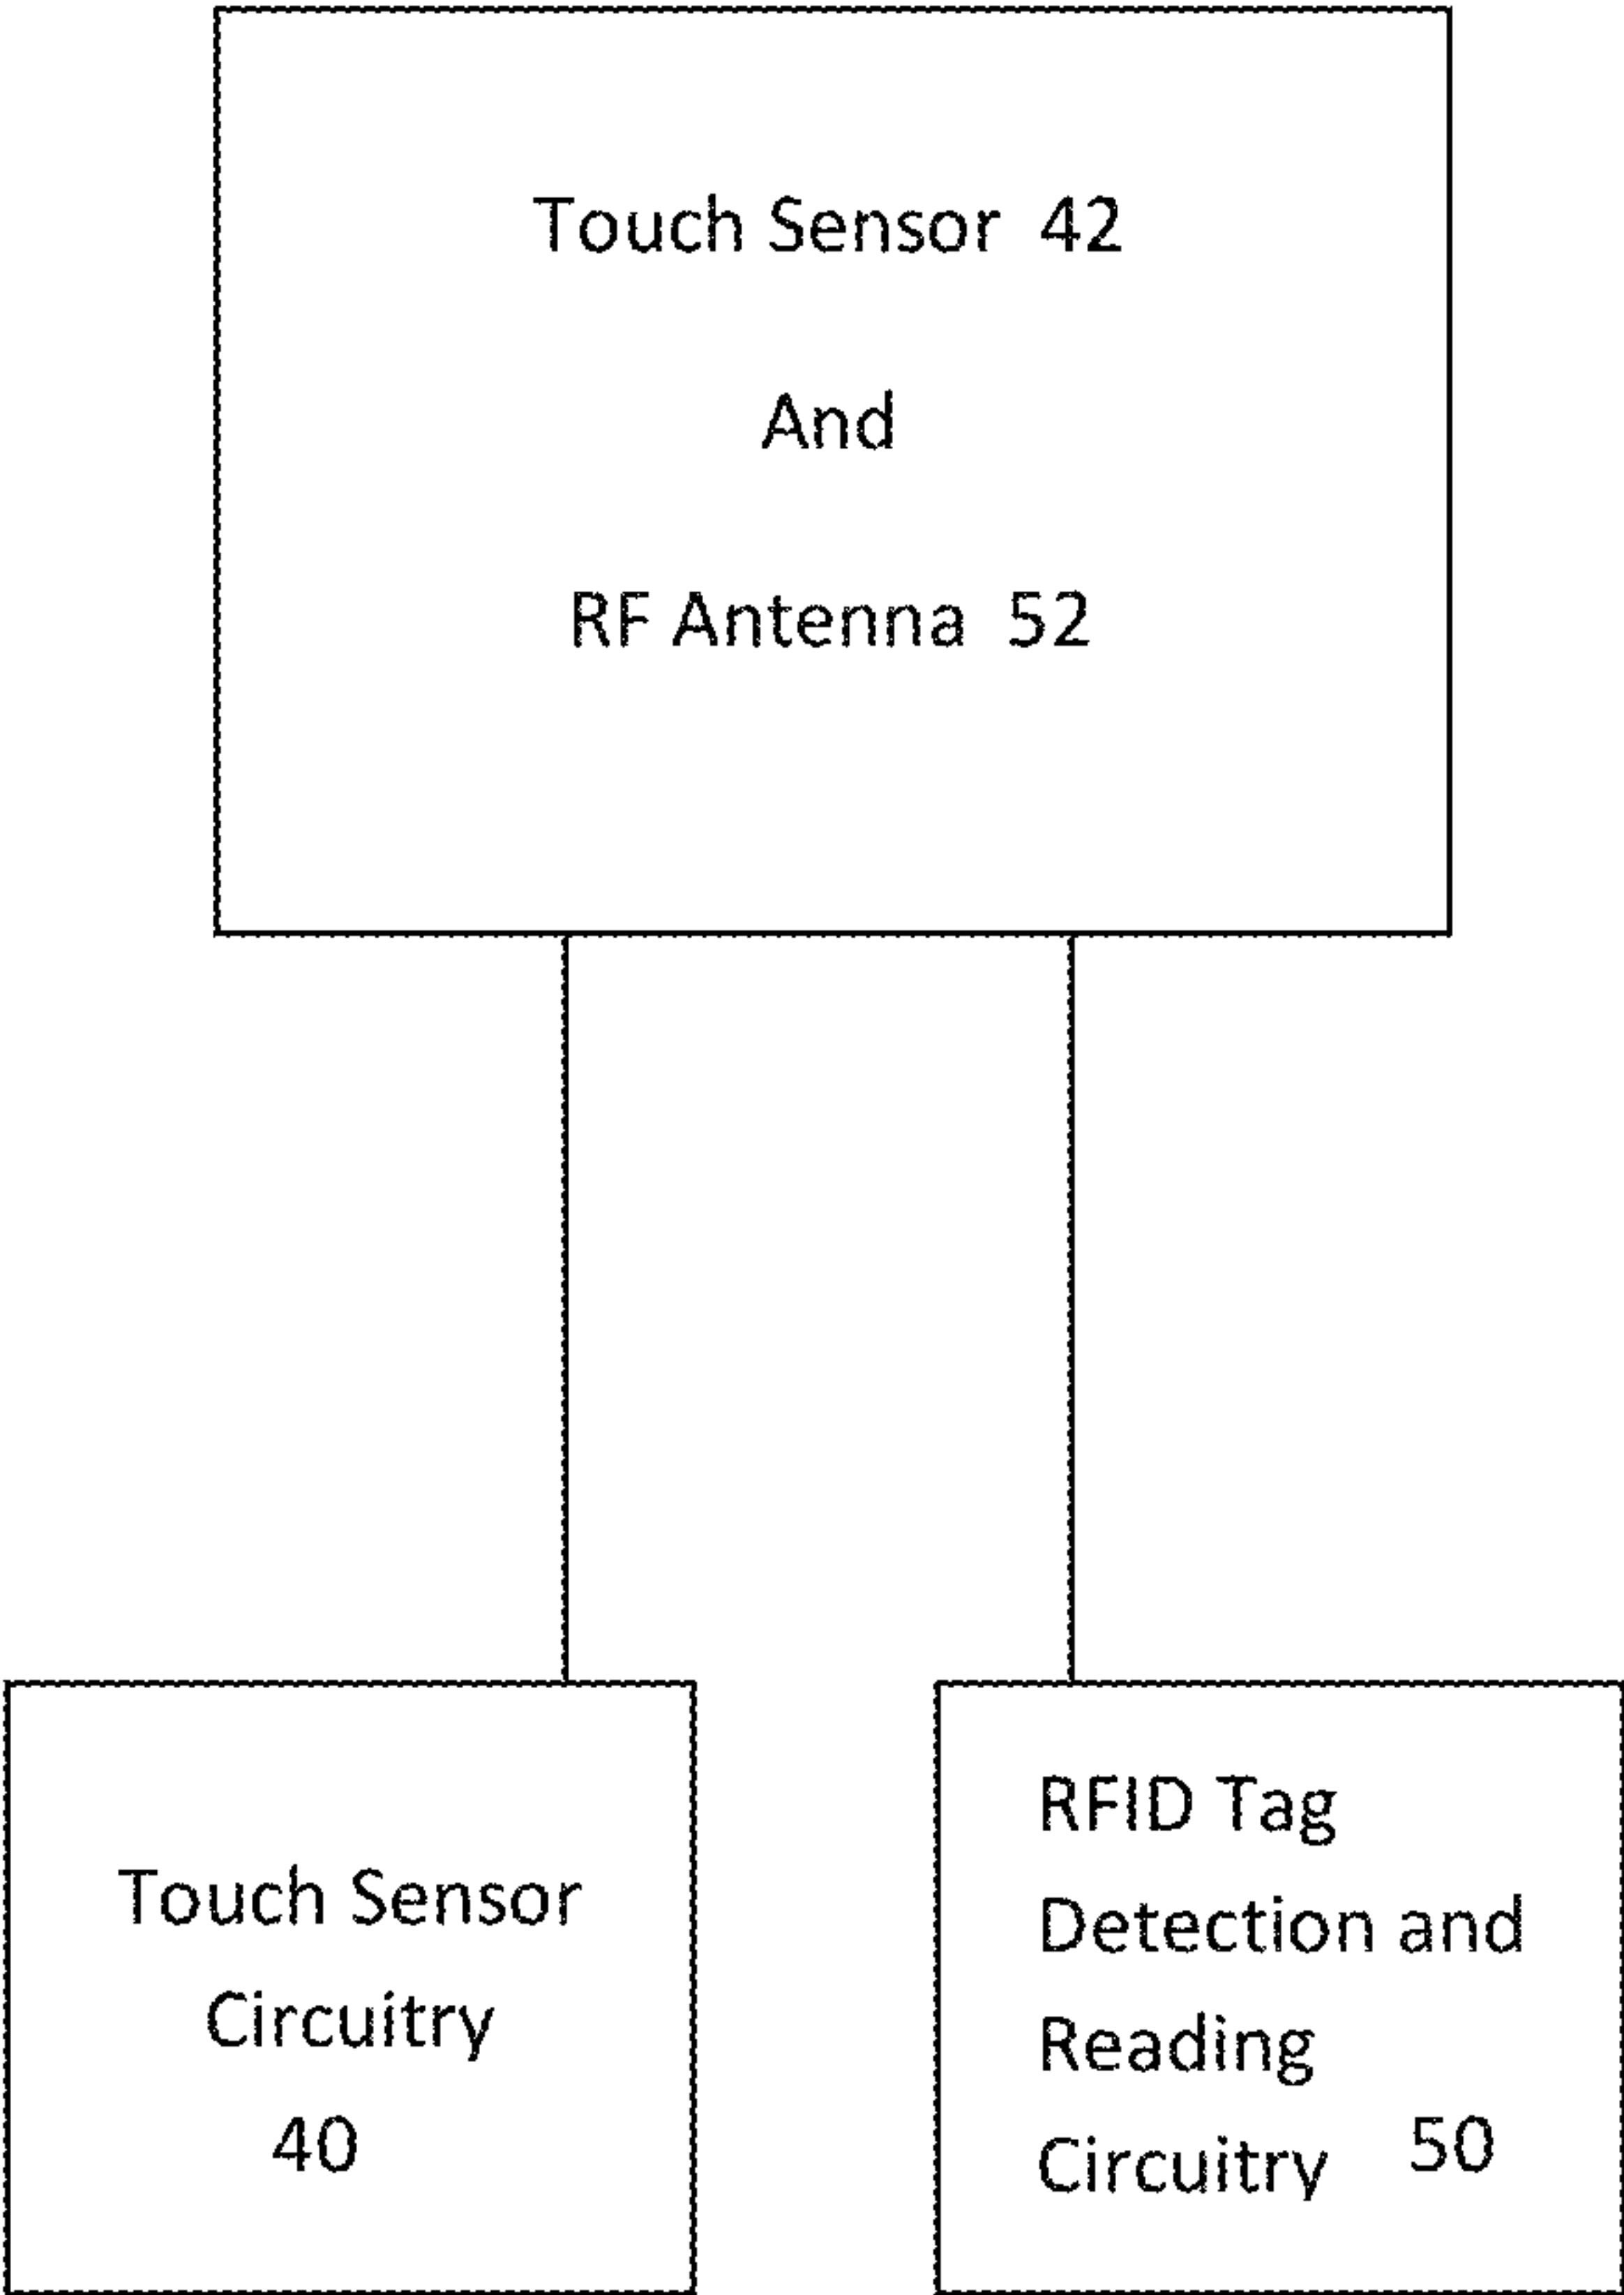 Touch Sensor 42
And
RF Antenna 52
Touch Sensor
Circuitry
40
RFID Tag
Detection and
Reading
Circuitry 50